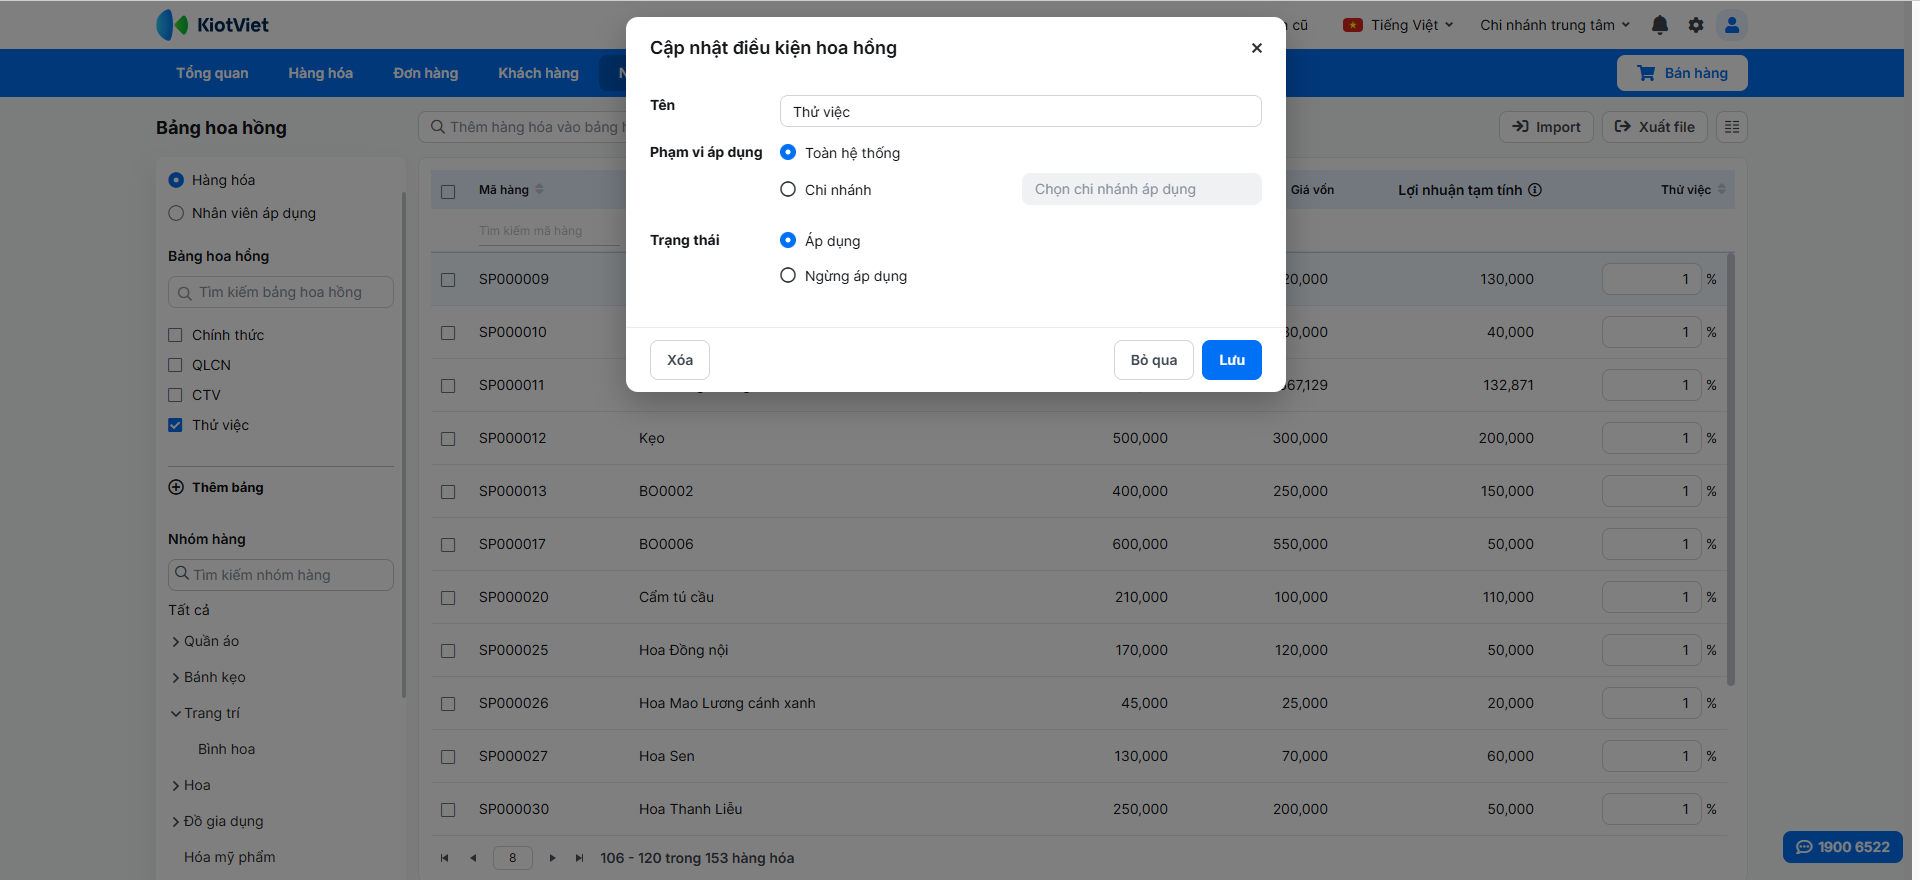 KiotViet
cũ
Tiếng Việt
Chi nhánh trung tâm
Tổng quan
Hàng hóa
Đơn hàng
Khách hàng
N
Bán hàng
Cập nhật điều kiện hoa hồng
Tên
Thử việc
Phạm vi áp dụng
Toàn hệ thống
Chi nhánh
Chọn chi nhánh áp dụng
Trạng thái
Áp dụng
Ngừng áp dụng
Xóa
Bỏ qua
Lưu
Bảng hoa hồng
Thêm hàng hóa vào bảng h
Import
Xuất file
Hàng hóa
Nhân viên áp dụng
Bảng hoa hồng
Tìm kiếm bảng hoa hồng
Chính thức
QLCN
CTV
Thử việc
Thêm bảng
Nhóm hàng
Tìm kiếm nhóm hàng
Tất cả
Quần áo
Bánh kẹo
Trang trí
Bình hoa
Hoa
Đồ gia dụng
Hóa mỹ phẩm
Mã hàng
Giá vốn
Lợi nhuận tạm tính
Thử việc
Tìm kiếm mã hàng
SP000009 20,000 130,000 1 %
SP000010 0,000 40,000 1 %
SP000011 67,129 132,871 1 %
SP000012 Kẹo 500,000 300,000 200,000 1 %
SP000013 BO0002 400,000 250,000 150,000 1 %
SP000017 BO0006 600,000 550,000 50,000 1 %
SP000020 Cẩm tú cầu 210,000 100,000 110,000 1 %
SP000025 Hoa Đồng nội 170,000 120,000 50,000 1 %
SP000026 Hoa Mao Lương cánh xanh 45,000 25,000 20,000 1 %
SP000027 Hoa Sen 130,000 70,000 60,000 1 %
SP000030 Hoa Thanh Liễu 250,000 200,000 50,000 1 %
8
106 - 120 trong 153 hàng hóa
1900 6522